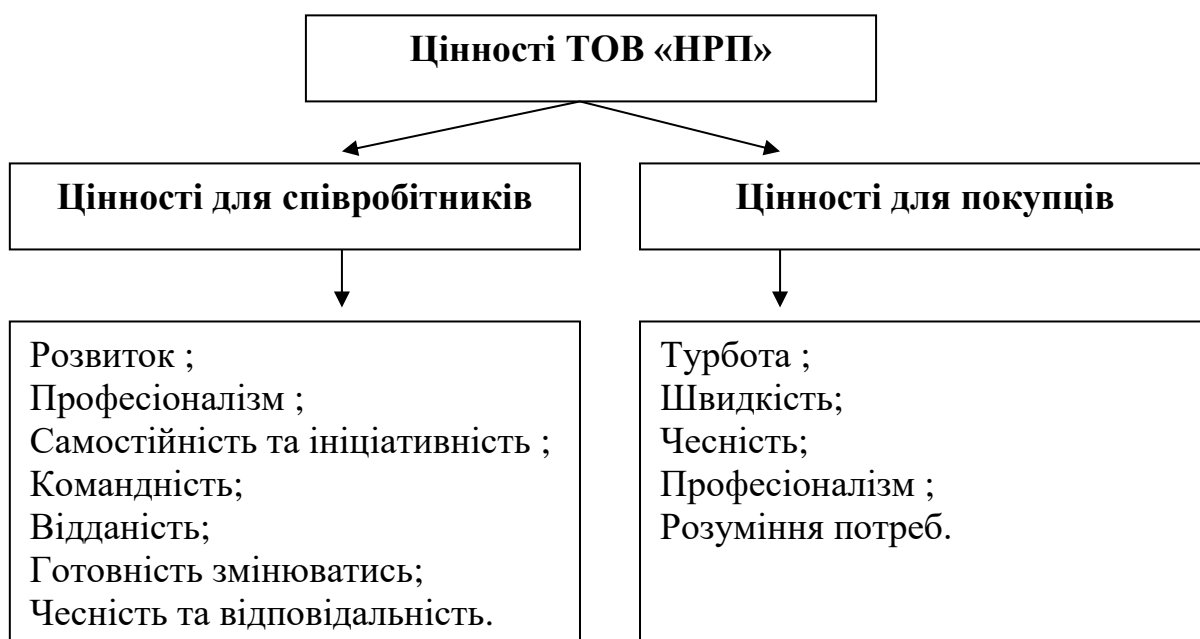 Цінності ТОВ «НРП»
Цінності для співробітників
Цінності для покупців
Розвиток ;
Професіоналізм ;
Самостійність та ініціативність ;
Командність;
Відданість;
Готовність змінюватись;
Чесність та відповідальність.
Турбота ;
Швидкість;
Чесність;
Професіоналізм ;
Розуміння потреб.